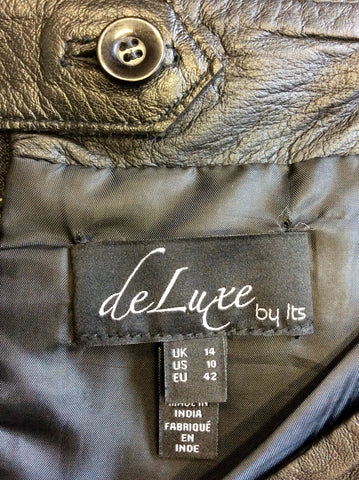 deLuxe by Its
UK 14
US 10
EU 42
MADE IN
INDIA
FABRIQUÉ
EN
INDE